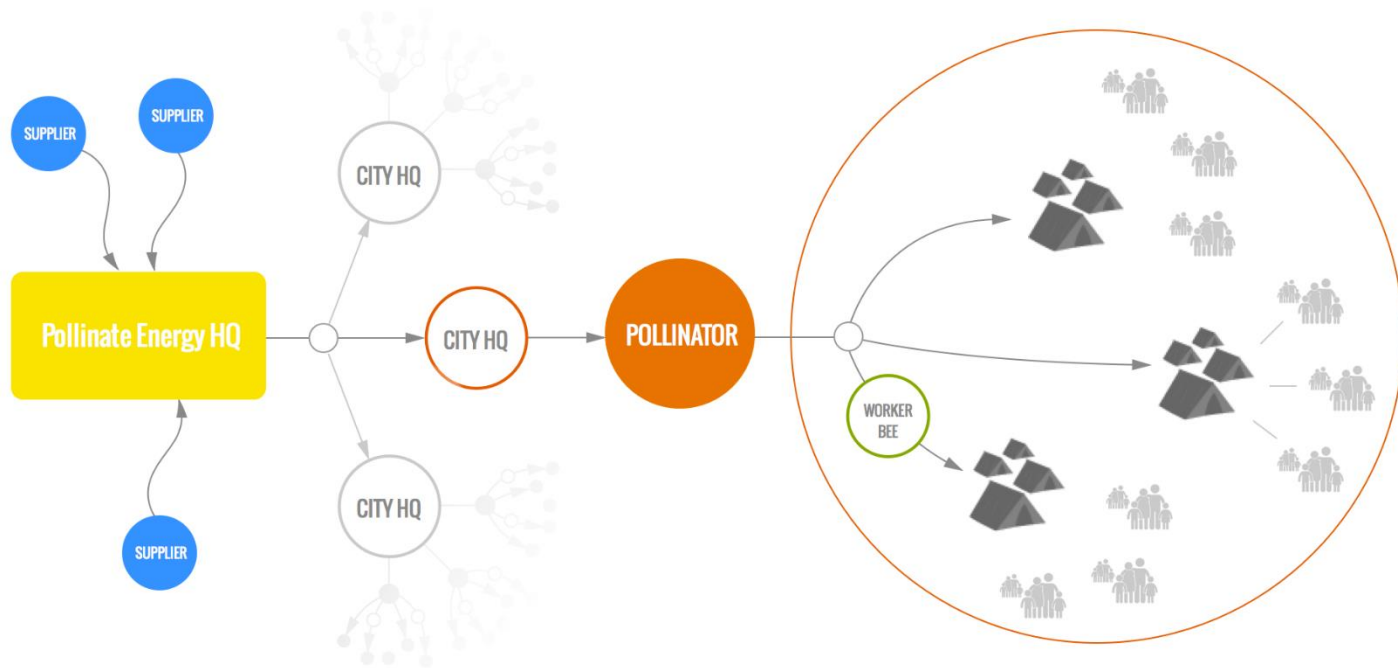 SUPPLIER
SUPPLIER
CITY HQ
Pollinate Energy HQ
CITY HQ
POLLINATOR
WORKER
BEE
CITY HQ
SUPPLIER